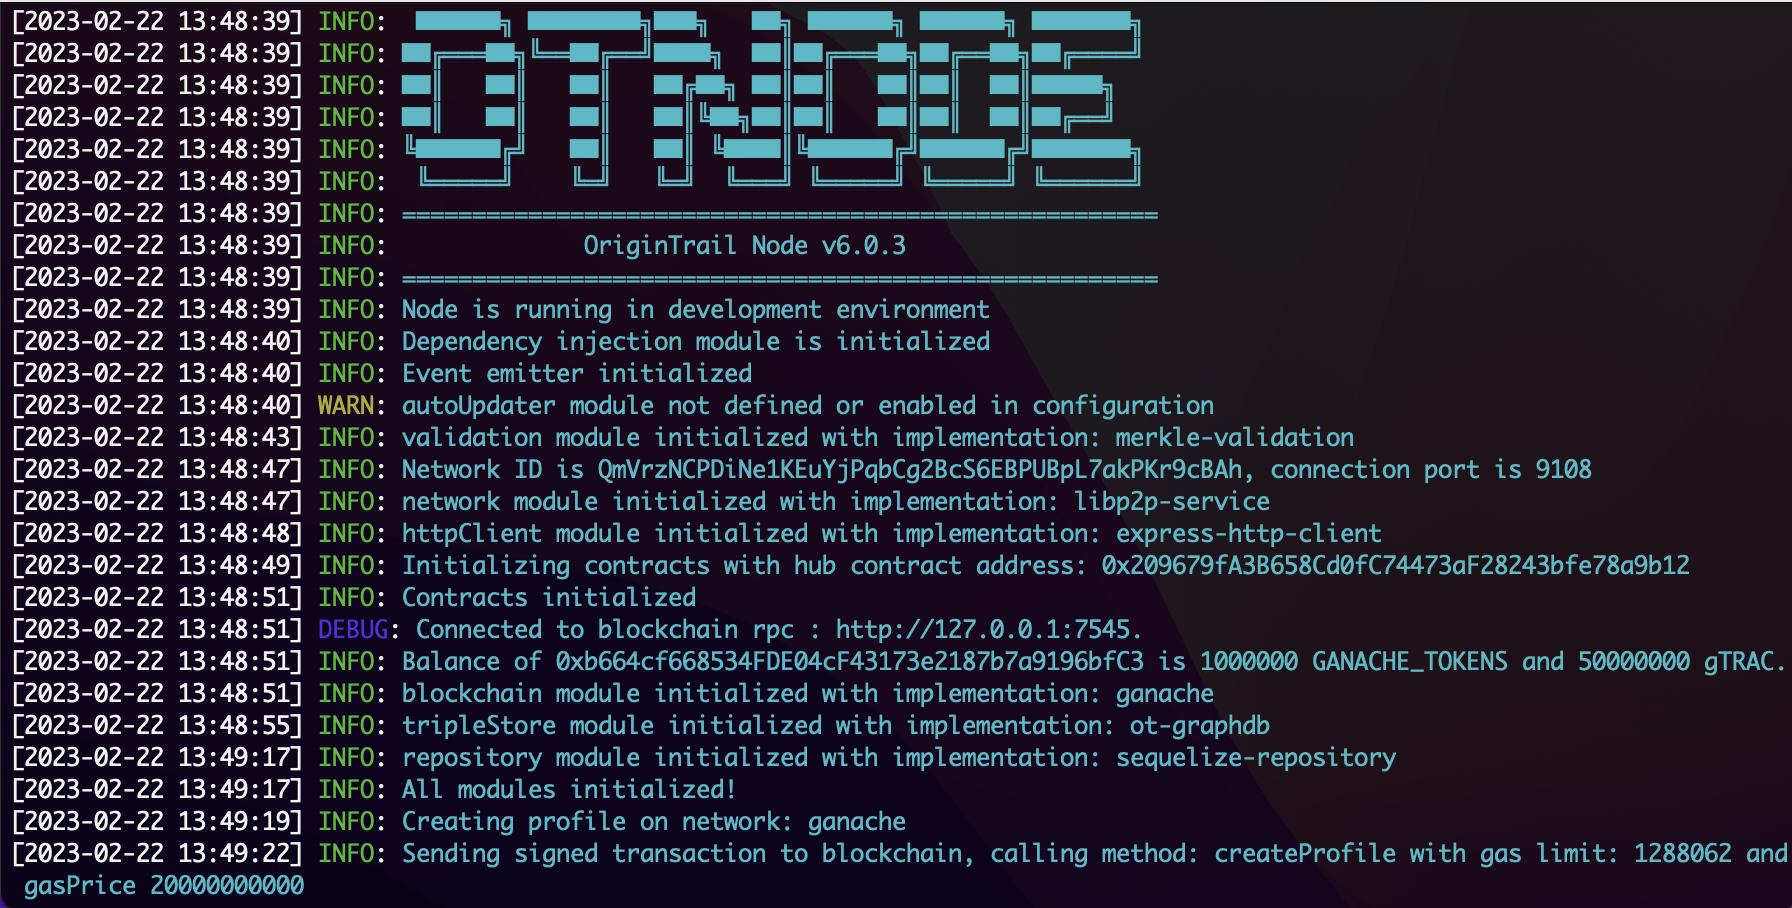 [2023-02-22 13:48:39] INFO:
[2023-02-22 13:48:39] INFO:
[2023-02-22 13:48:39] INFO: OTNODE
[2023-02-22 13:48:39] INFO:
[2023-02-22 13:48:39] INFO:
[2023-02-22 13:48:39] INFO:
[2023-02-22 13:48:39] INFO: ======================================================
[2023-02-22 13:48:39] INFO: OriginTrail Node v6.0.3
[2023-02-22 13:48:39] INFO: ======================================================
[2023-02-22 13:48:39] INFO: Node is running in development environment
[2023-02-22 13:48:40] INFO: Dependency injection module is initialized
[2023-02-22 13:48:40] INFO: Event emitter initialized
[2023-02-22 13:48:40] WARN: autoUpdater module not defined or enabled in configuration
[2023-02-22 13:48:43] INFO: validation module initialized with implementation: merkle-validation
[2023-02-22 13:48:47] INFO: Network ID is QmVrzNCPDiNe1KEuYjPqbCg2BcS6EBPUBpL7akPKr9cBAh, connection port is 9108
[2023-02-22 13:48:47] INFO: network module initialized with implementation: libp2p-service
[2023-02-22 13:48:48] INFO: httpClient module initialized with implementation: express-http-client
[2023-02-22 13:48:49] INFO: Initializing contracts with hub contract address: 0x209679fA3B658Cd0fC74473aF28243bfe78a9b12
[2023-02-22 13:48:51] INFO: Contracts initialized
[2023-02-22 13:48:51] DEBUG: Connected to blockchain rpc : http://127.0.0.1:7545.
[2023-02-22 13:48:51] INFO: Balance of 0xb664cf668534FDE04cF43173e2187b7a9196bfC3 is 1000000 GANACHE_TOKENS and 50000000 gTRAC.
[2023-02-22 13:48:51] INFO: blockchain module initialized with implementation: ganache
[2023-02-22 13:48:55] INFO: tripleStore module initialized with implementation: ot-graphdb
[2023-02-22 13:49:17] INFO: repository module initialized with implementation: sequelize-repository
[2023-02-22 13:49:17] INFO: All modules initialized!
[2023-02-22 13:49:19] INFO: Creating profile on network: ganache
[2023-02-22 13:49:22] INFO: Sending signed transaction to blockchain, calling method: createProfile with gas limit: 1288062 and
gasPrice 20000000000